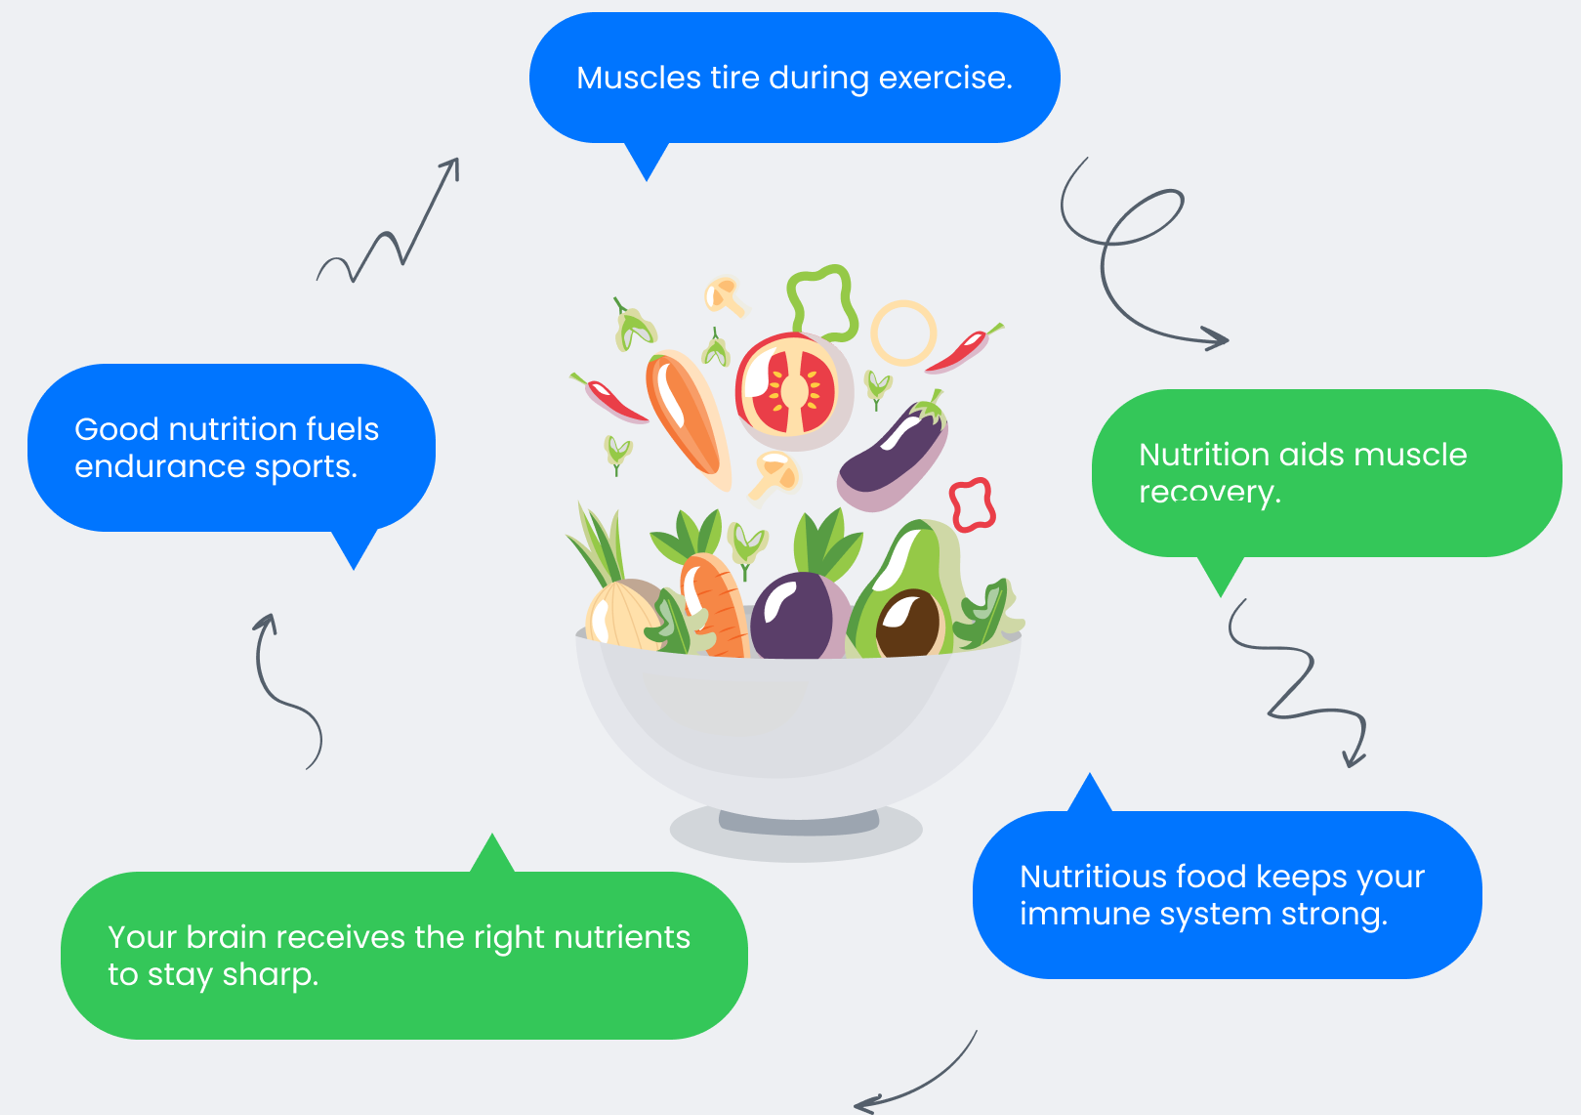 Muscles tire during exercise.
Good nutrition fuels
endurance sports.
Nutrition aids muscle
recovery.
Nutritious food keeps your
immune system strong.
Your brain receives the right nutrients
to stay sharp.